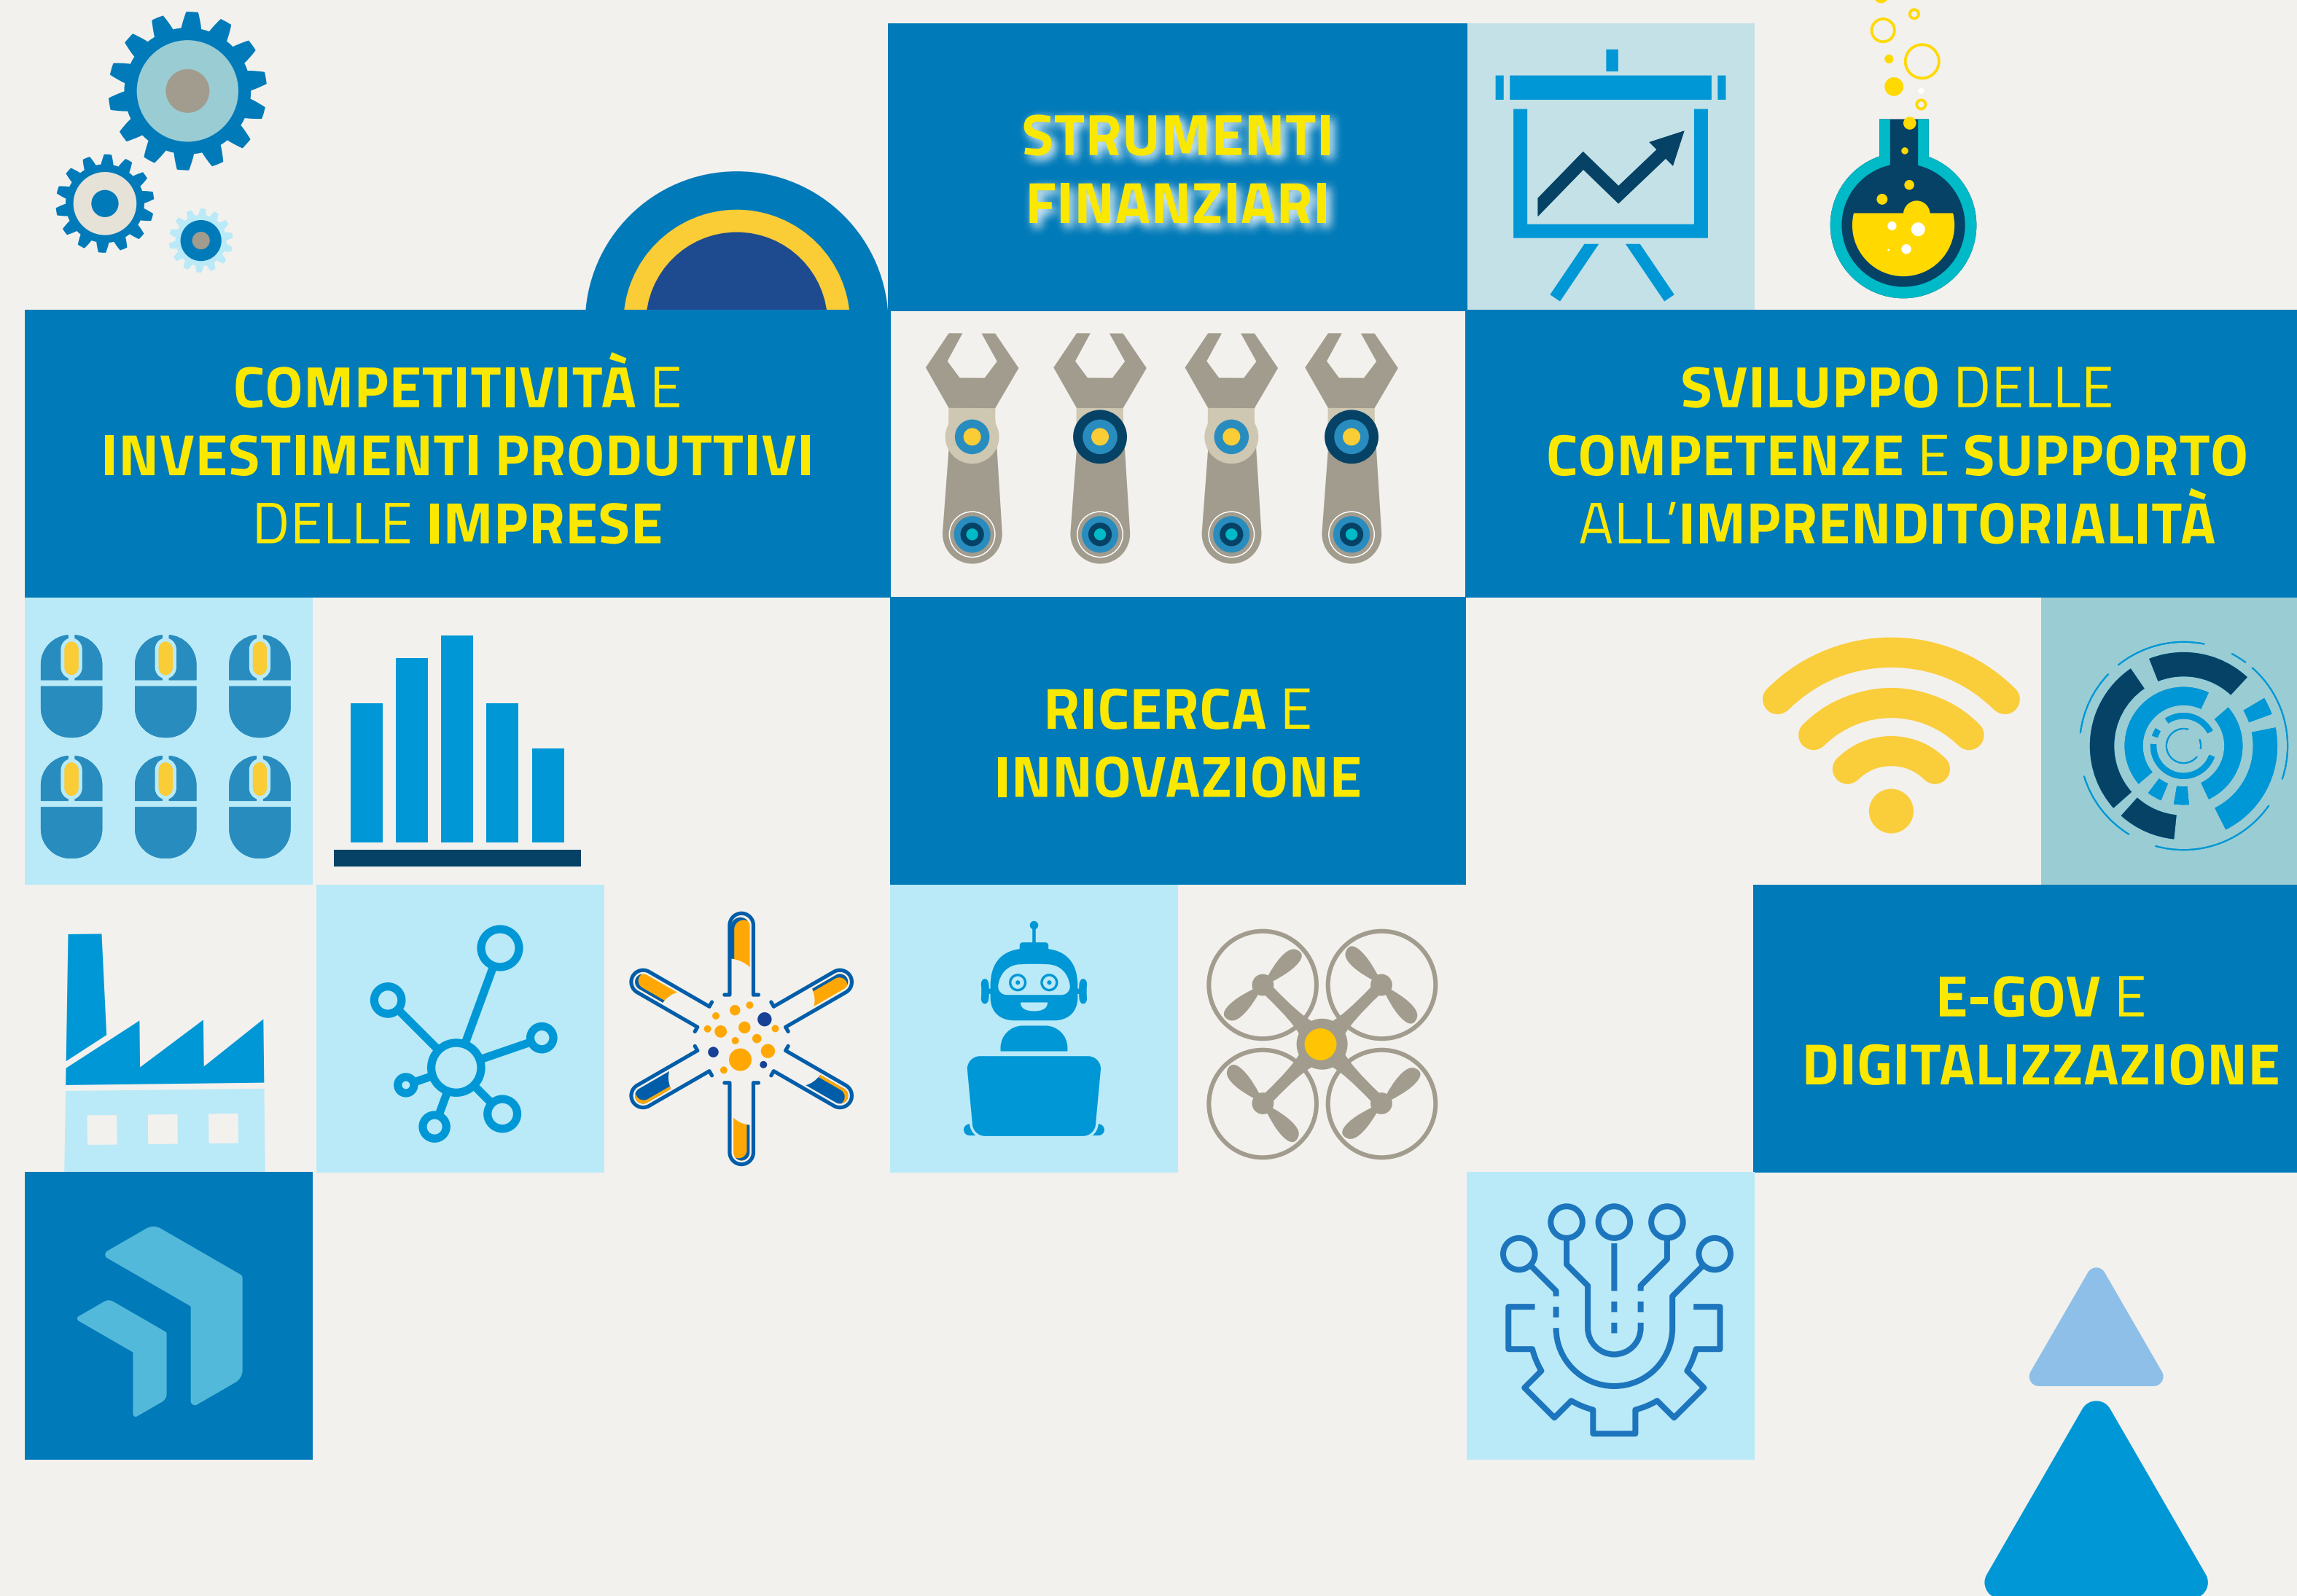 STRUMENTI
FINANZIARI
COMPETITIVITÀ E
INVESTIMENTI PRODUTTIVI
DELLE IMPRESE
SVILUPPO DELLE
COMPETENZE E SUPPORTO
ALL'IMPRENDITORIALITÀ
RICERCA E
INNOVAZIONE
E-GOV E
DIGITALIZZAZIONE